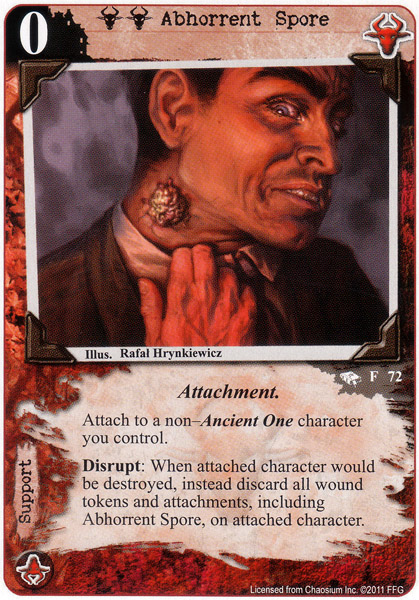 0
Abhorrent Spore
Illus. Rafał Hrynkiewicz
F 72
Attachment.
Attach to a non–Ancient One character
you control.
Disrupt: When attached character would
be destroyed, instead discard all wound
tokens and attachments, including
Abhorrent Spore, on attached character.
Support
Licensed from Chaosium Inc. ©2011 FFG